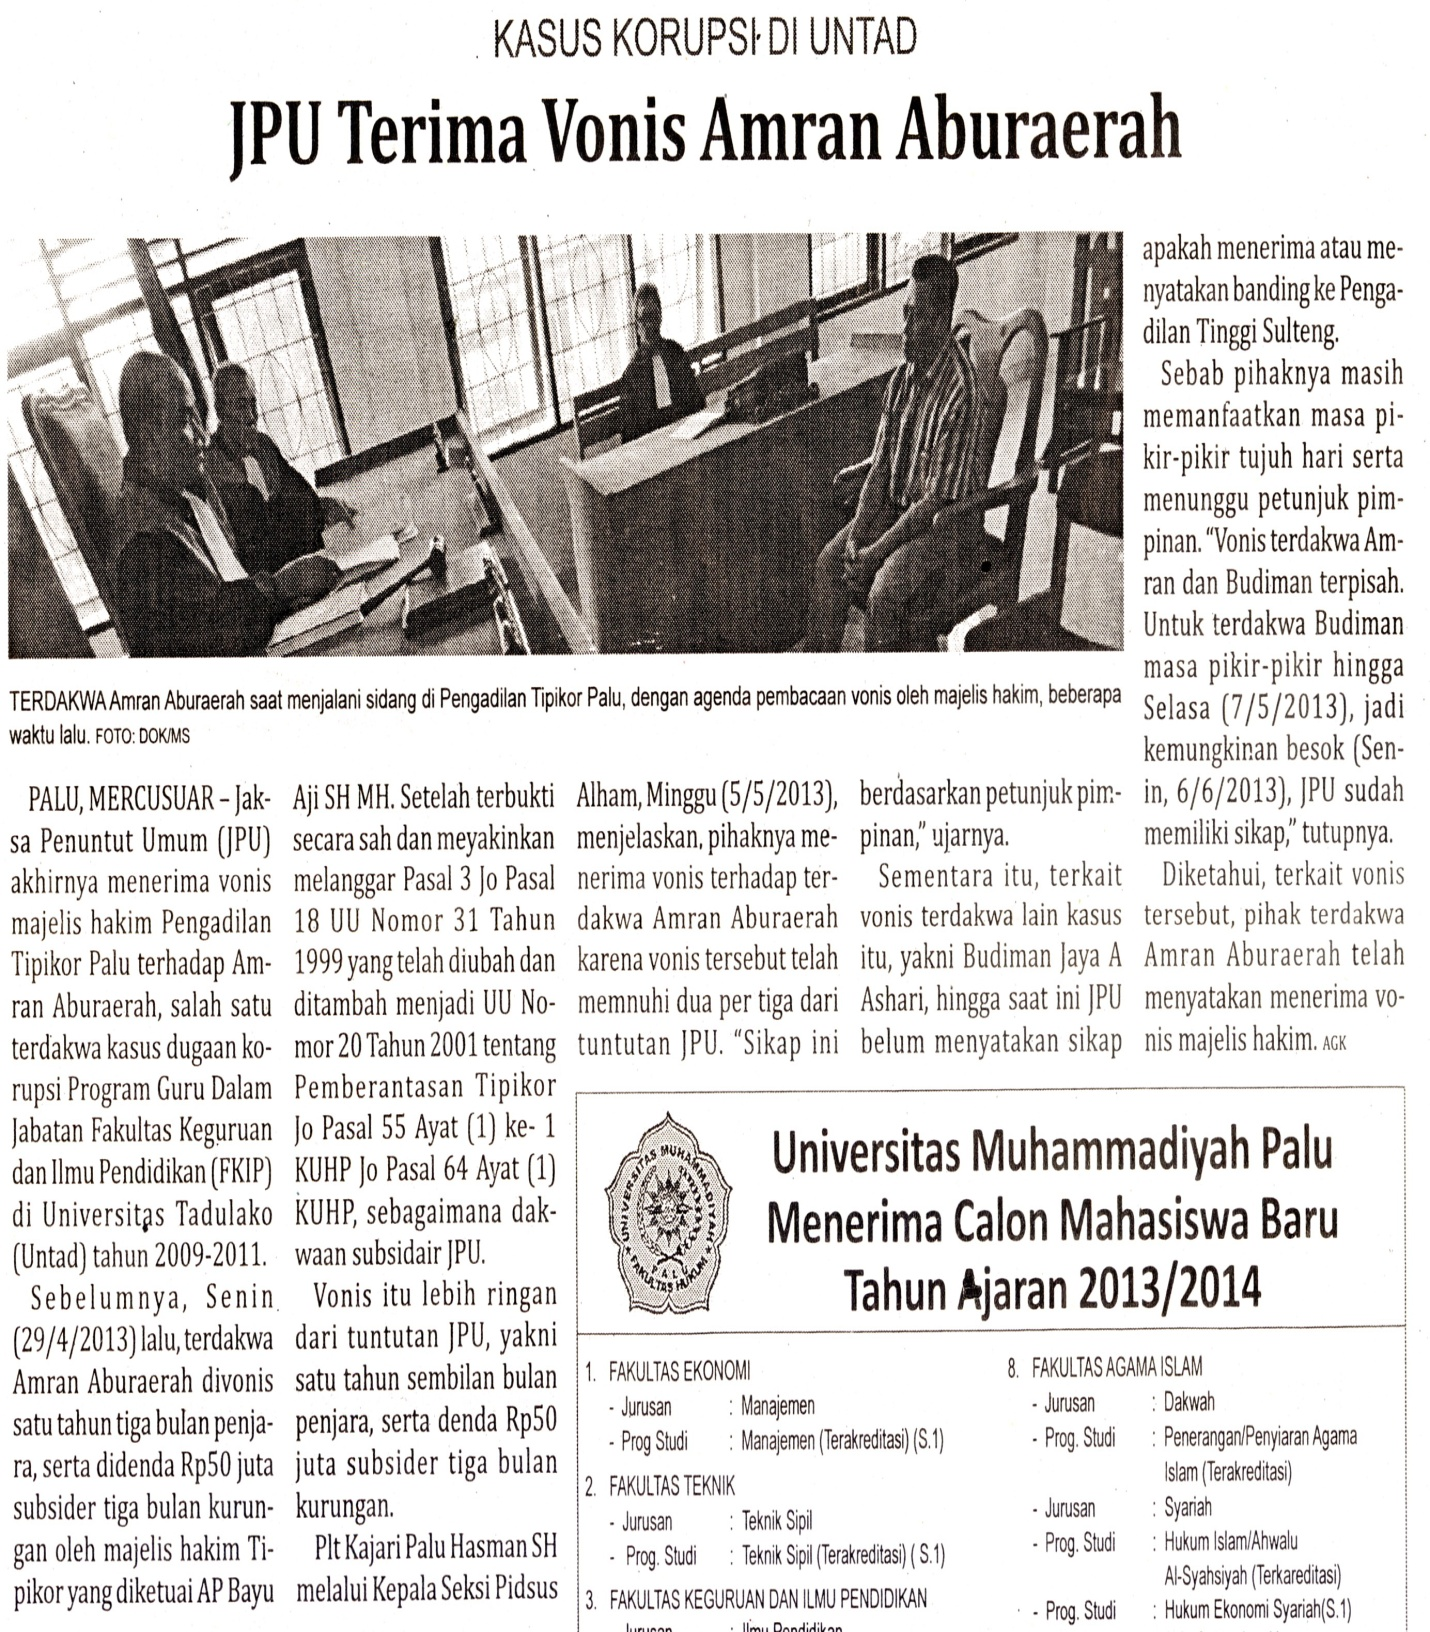 KASUS KORUPSI DI UNTAD
JPU Terima Vonis Amran Aburaerah
TERDAKWA Amran Aburaerah saat menjalani sidang di Pengadilan Tipikor Palu, dengan agenda pembacaan vonis oleh majelis hakim, beberapa
waktu lalu. FOTO: DOK/MS
PALU, MERCUSUAR – Jak-
sa Penuntut Umum (JPU)
akhirnya menerima vonis
majelis hakim Pengadilan
Tipikor Palu terhadap Am-
ran Aburaerah, salah satu
terdakwa kasus dugaan ko-
rupsi Program Guru Dalam
Jabatan Fakultas Keguruan
dan Ilmu Pendidikan (FKIP)
di Universitas Tadulako
(Untad) tahun 2009-2011.
Sebelumnya, Senin
(29/4/2013) lalu, terdakwa
Amran Aburaerah divonis
satu tahun tiga bulan penja-
ra, serta didenda Rp50 juta
subsider tiga bulan kurun-
gan oleh majelis hakim Ti-
pikor yang diketuai AP Bayu
Aji SH MH. Setelah terbukti
secara sah dan meyakinkan
melanggar Pasal 3 Jo Pasal
18 UU Nomor 31 Tahun
1999 yang telah diubah dan
ditambah menjadi UU No-
mor 20 Tahun 2001 tentang
Pemberantasan Tipikor
Jo Pasal 55 Ayat (1) ke- 1
KUHP Jo Pasal 64 Ayat (1)
KUHP, sebagaimana dak-
waan subsidair JPU.
Vonis itu lebih ringan
dari tuntutan JPU, yakni
satu tahun sembilan bulan
penjara, serta denda Rp50
juta subsider tiga bulan
kurungan.
Plt Kajari Palu Hasman SH
melalui Kepala Seksi Pidsus
Alham, Minggu (5/5/2013),
menjelaskan, pihaknya me-
nerima vonis terhadap ter-
dakwa Amran Aburaerah
karena vonis tersebut telah
memnuhi dua per tiga dari
tuntutan JPU. “Sikap ini
berdasarkan petunjuk pim-
pinan,” ujarnya.
Sementara itu, terkait
vonis terdakwa lain kasus
itu, yakni Budiman Jaya A
Ashari, hingga saat ini JPU
belum menyatakan sikap
apakah menerima atau me-
nyatakan banding ke Penga-
dilan Tinggi Sulteng.
Sebab pihaknya masih
memanfaatkan masa pi-
kir-pikir tujuh hari serta
menunggu petunjuk pim-
pinan. “Vonis terdakwa Am-
ran dan Budiman terpisah.
Untuk terdakwa Budiman
masa pikir-pikir hingga
Selasa (7/5/2013), jadi
kemungkinan besok (Sen-
in, 6/6/2013), JPU sudah
memiliki sikap,” tutupnya.
Diketahui, terkait vonis
tersebut, pihak terdakwa
Amran Aburaerah telah
menyatakan menerima vo-
nis majelis hakim. AGK
UNIVERSITAS MUHAMMADIYAH
PALU
FAKULTAS HUKUM
Universitas Muhammadiyah Palu
Menerima Calon Mahasiswa Baru
Tahun Ajaran 2013/2014
1. FAKULTAS EKONOMI
- Jurusan : Manajemen
- Prog Studi : Manajemen (Terakreditasi) (S.1)
2. FAKULTAS TEKNIK
- Jurusan : Teknik Sipil
- Prog. Studi : Teknik Sipil (Terakreditasi) ( S.1)
3. FAKULTAS KEGURUAN DAN ILMU PENDIDIKAN
Jurusan : Ilmu Pendidikan
8. FAKULTAS AGAMA ISLAM
- Jurusan : Dakwah
- Prog. Studi : Penerangan/Penyiaran Agama
Islam (Terakreditasi)
- Jurusan : Syariah
- Prog. Studi : Hukum Islam/Ahwalu
Al-Syahsiyah (Terkareditasi)
- Prog. Studi : Hukum Ekonomi Syariah(S.1)